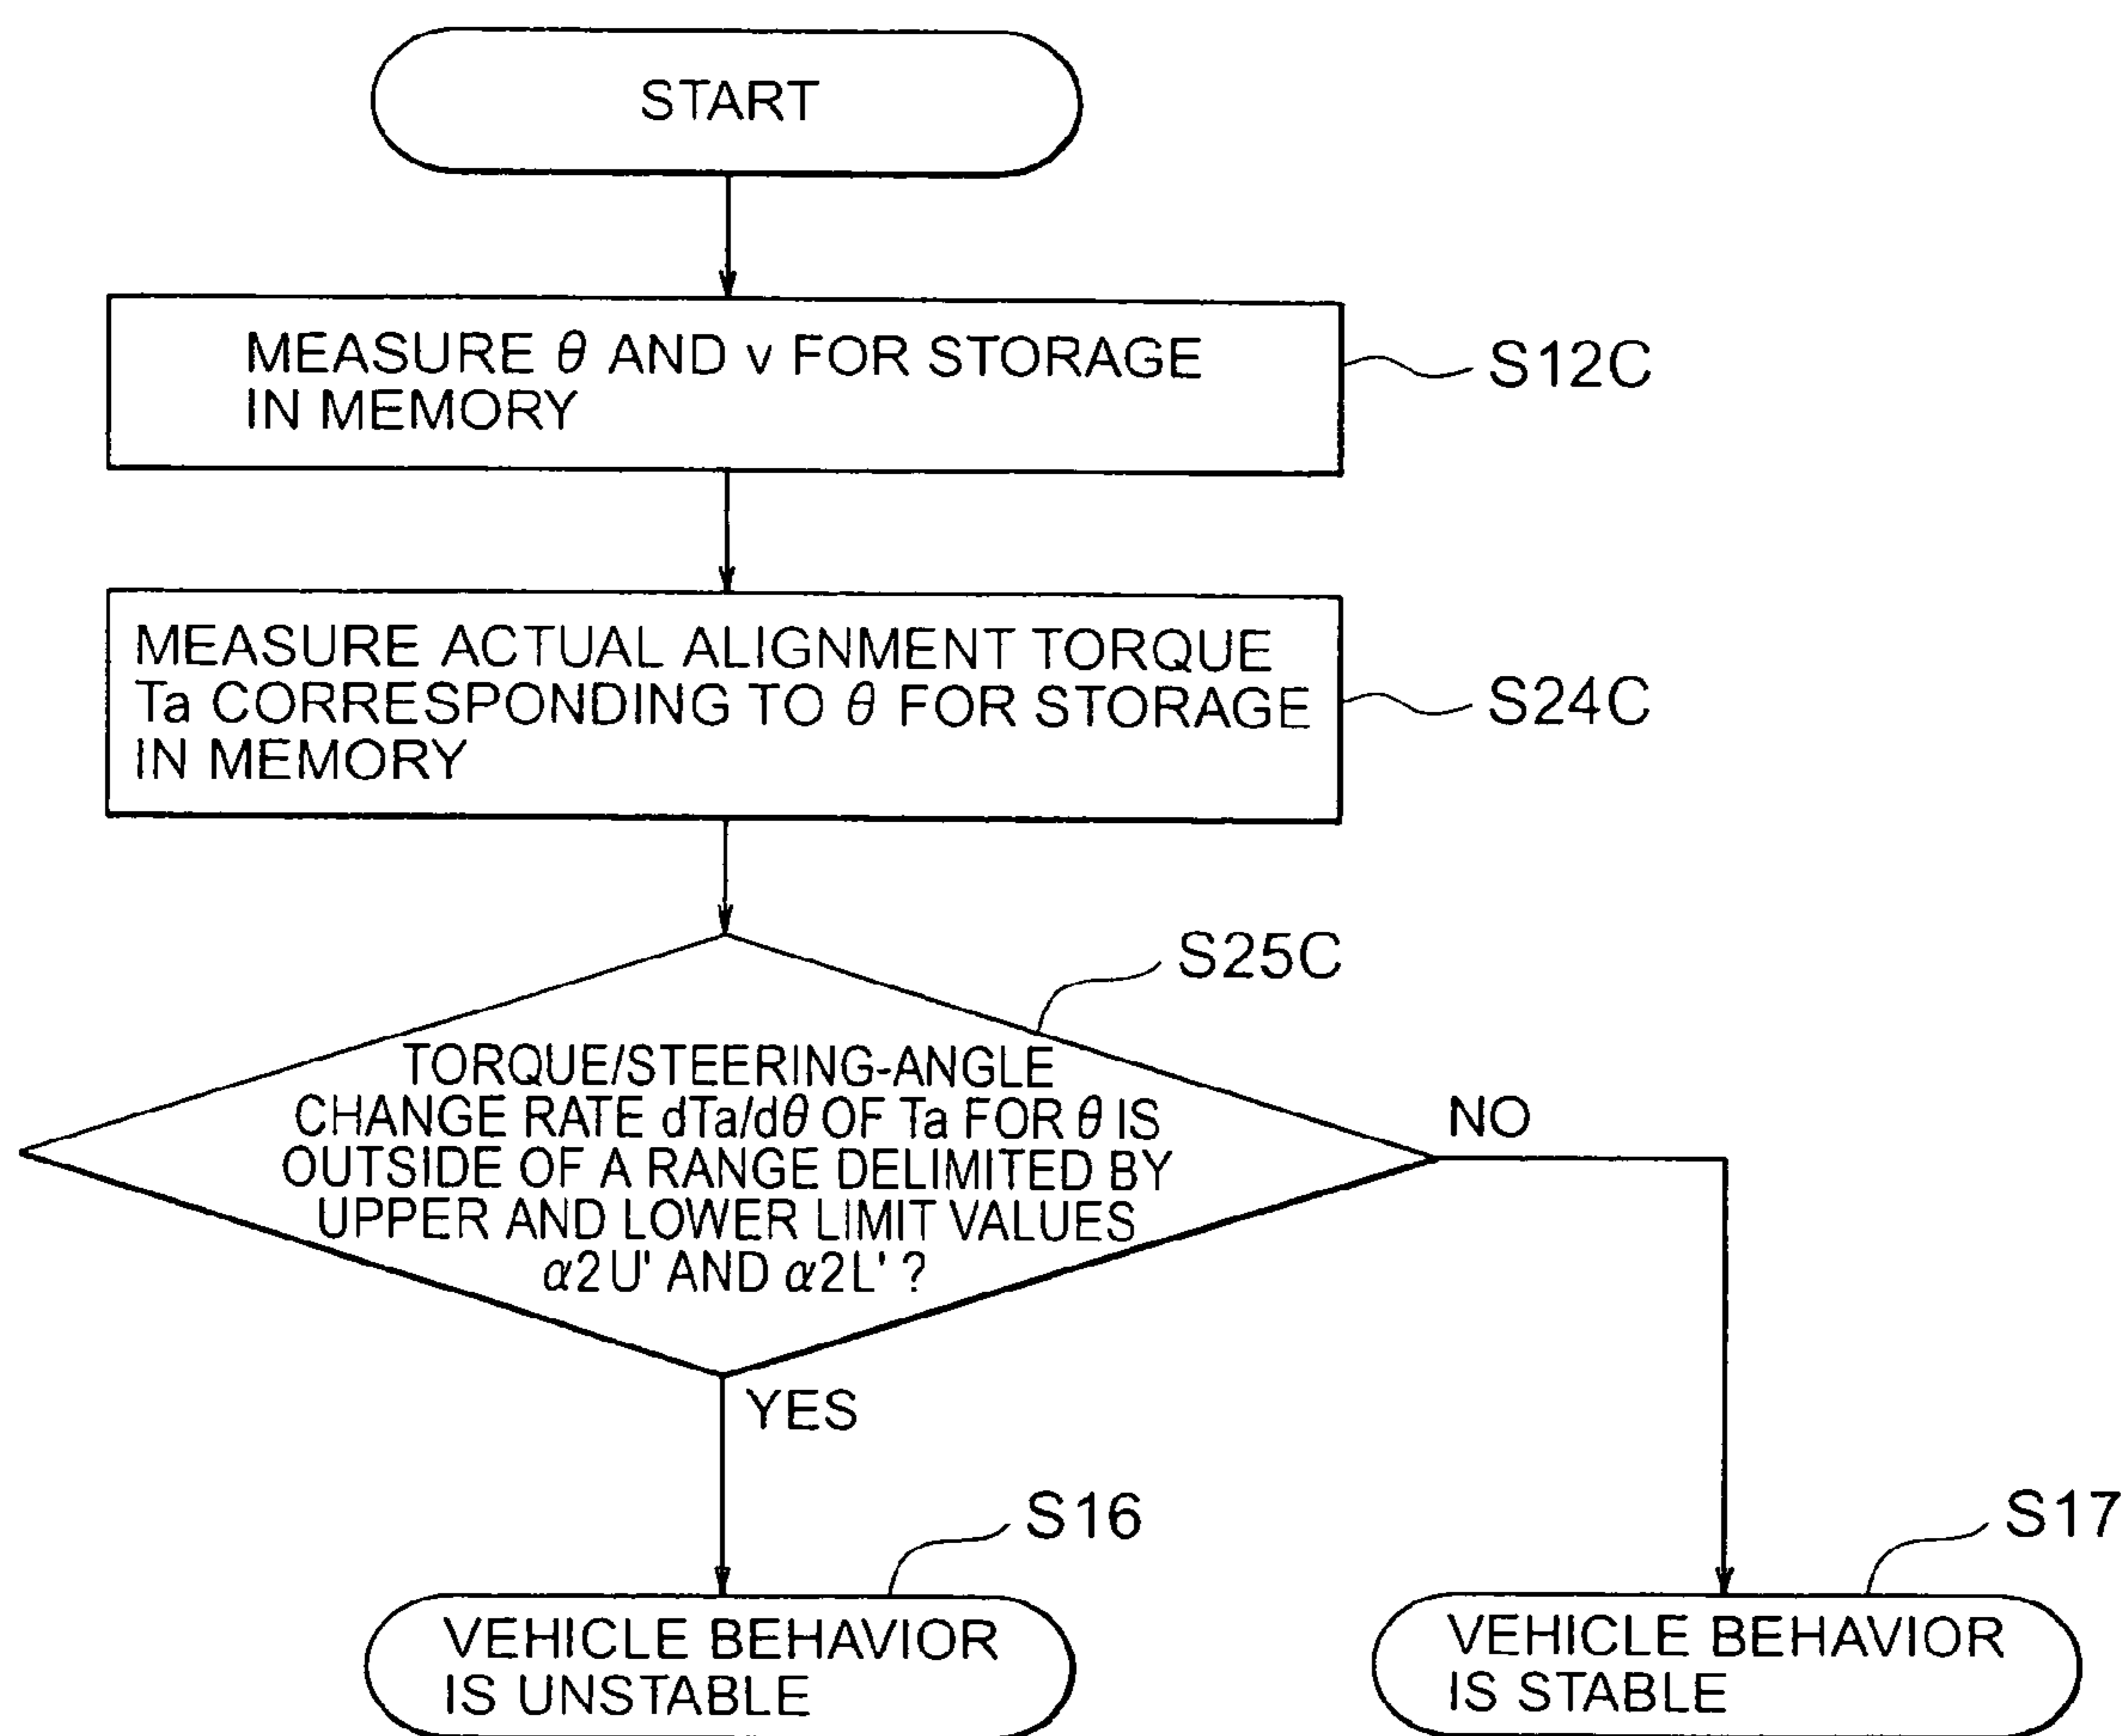 START
MEASURE θ AND v FOR STORAGE
IN MEMORY
S12C
MEASURE ACTUAL ALIGNMENT TORQUE
Ta CORRESPONDING TO θ FOR STORAGE
IN MEMORY
S24C
S25C
TORQUE/STEERING-ANGLE
CHANGE RATE dTa/dθ OF Ta FOR θ IS
OUTSIDE OF A RANGE DELIMITED BY
UPPER AND LOWER LIMIT VALUES
α2U' AND α2L' ?
NO
YES
S16
VEHICLE BEHAVIOR
IS UNSTABLE
S17
VEHICLE BEHAVIOR
IS STABLE